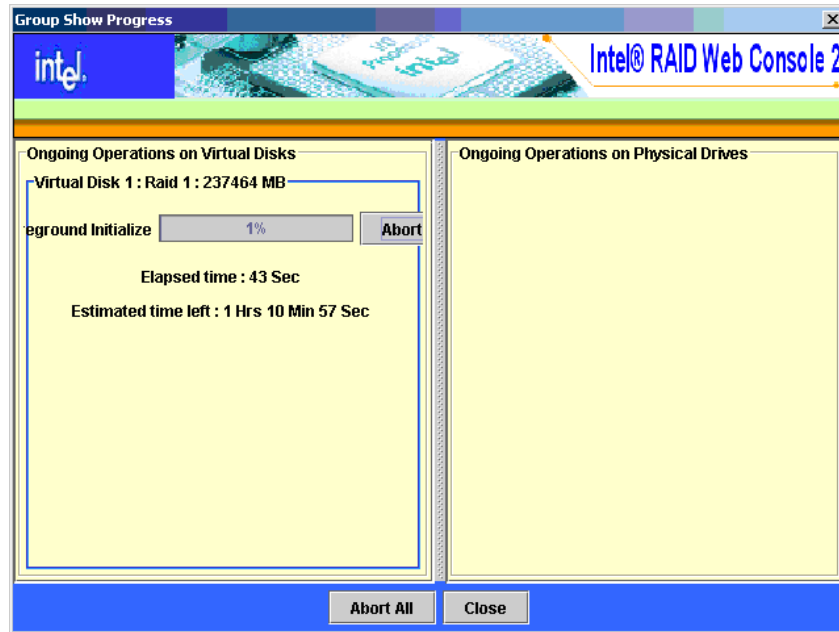 Group Show Progress
intel.
Intel® RAID Web Console 2
Ongoing Operations on Virtual Disks
Virtual Disk 1 : Raid 1 : 237464 MB
eground Initialize 1% Abort
Elapsed time : 43 Sec
Estimated time left : 1 Hrs 10 Min 57 Sec
Ongoing Operations on Physical Drives
Abort All Close